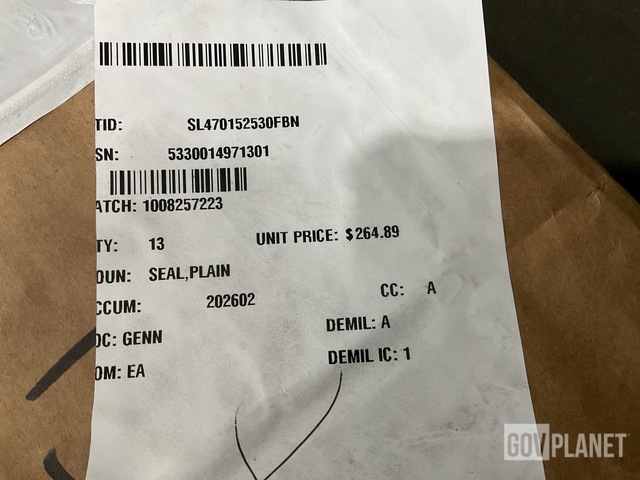 TID: SL470152530FBN
SN: 5330014971301
ATCH: 1008257223
TY: 13 UNIT PRICE: $264.89
OUN: SEAL,PLAIN
CCUM: 202602 CC: A
OC: GENN DEMIL: A
OM: EA DEMIL IC: 1
GOVPLANET